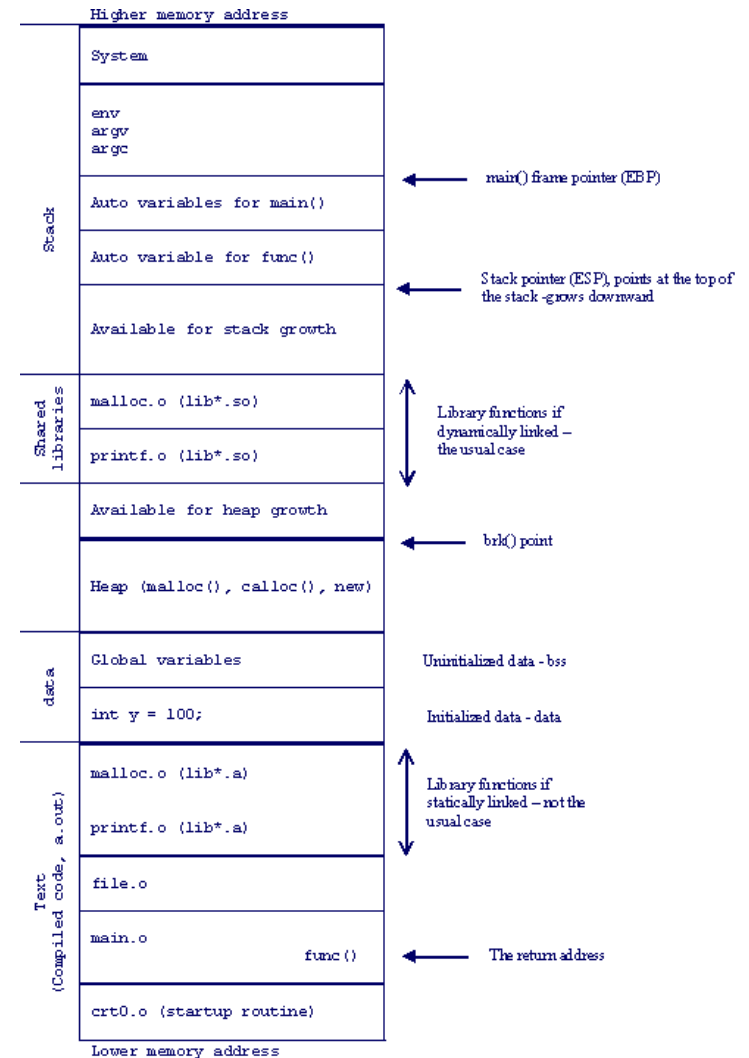 Higher memory address
System
env
argv
argc
main() frame pointer (EBP)
Auto variables for main()
Stack
Auto variable for func()
Stack pointer (ESP), points at the top of
the stack -grows downward
Available for stack growth
Shared
libraries
malloc.o (lib*.so)
printf.o (lib*.so)
Library functions if
dynamically linked –
the usual case
Available for heap growth
brk() point
Heap (malloc(), calloc(), new)
data
Global variables
Uninitialized data - bss
int y = 100;
Initialized data - data
Text
(Compiled code, a.out)
malloc.o (lib*.a)
printf.o (lib*.a)
Library functions if
statically linked – not the
usual case
file.o
main.o
func()
The return address
crt0.o (startup routine)
Lower memory address